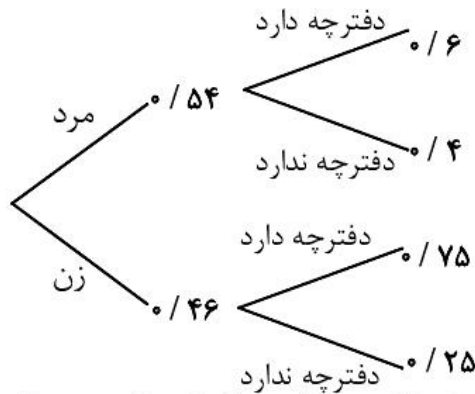 دفترچه دارد
۰/۶
مرد
۰/۵۴
دفترچه ندارد
۰/۴
دفترچه دارد
۰/۷۵
زن
۰/۴۶
دفترچه ندارد
۰/۲۵